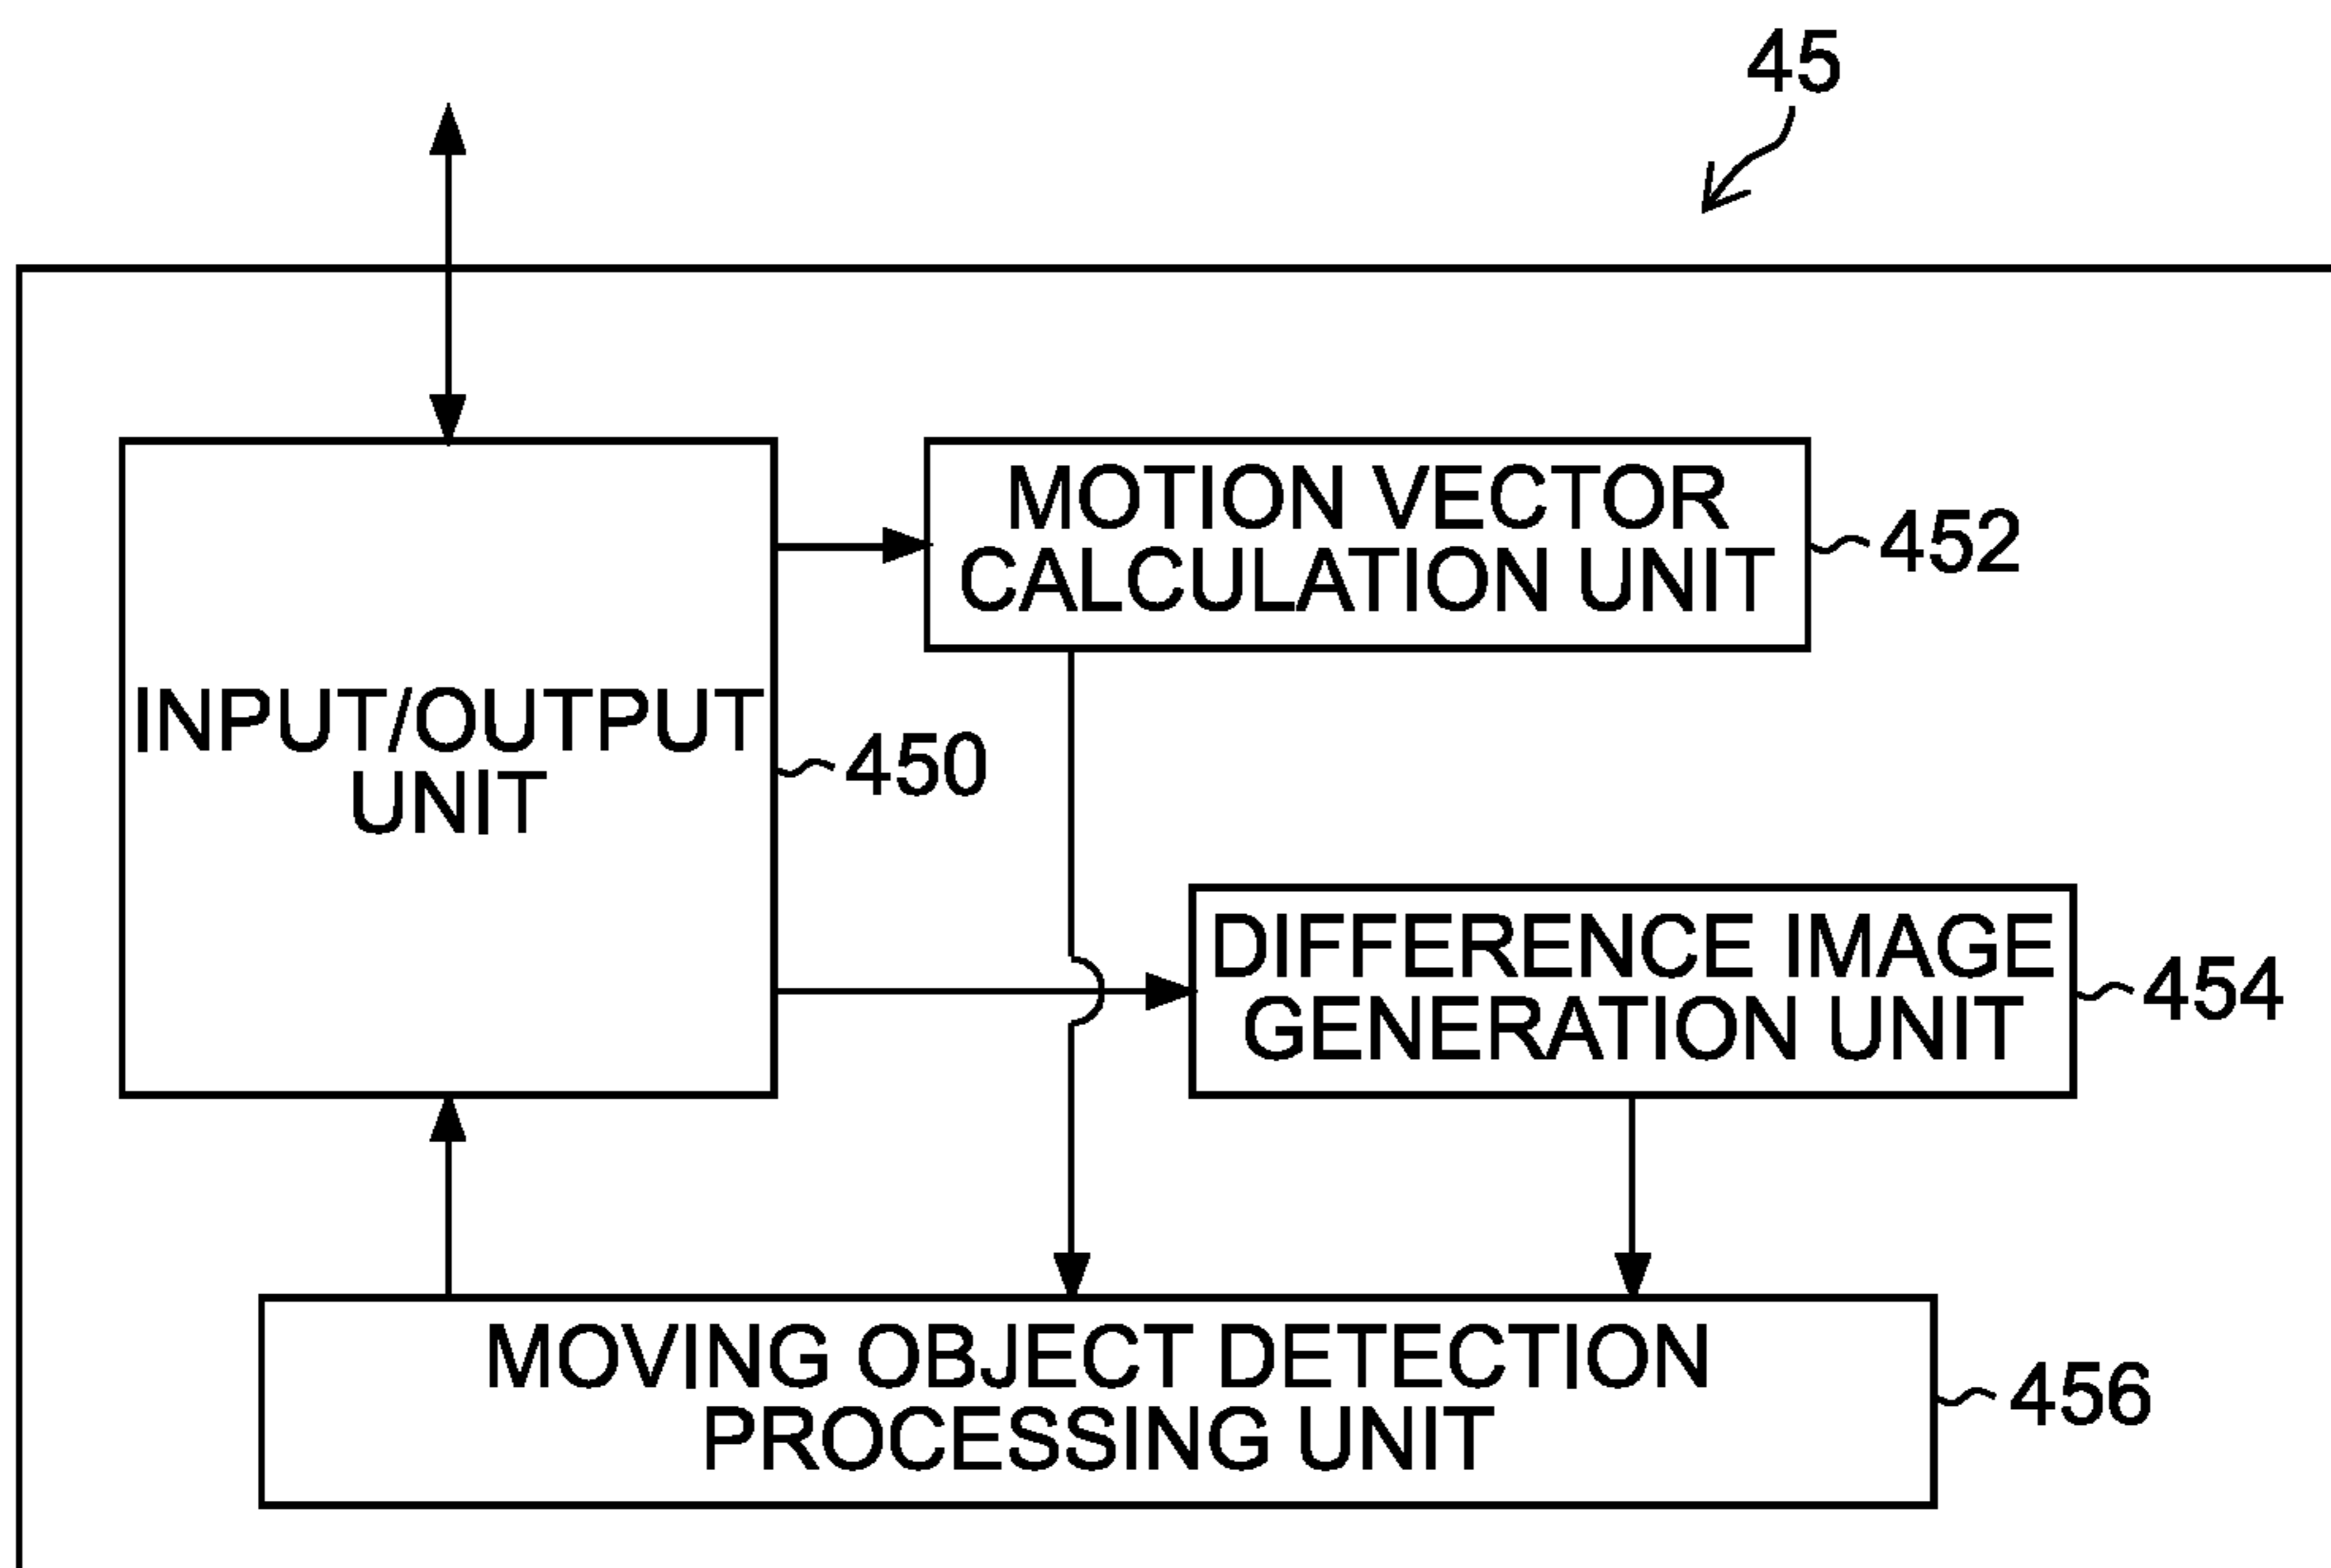 45
MOTION VECTOR
CALCULATION UNIT
452
INPUT/OUTPUT
UNIT
450
DIFFERENCE IMAGE
GENERATION UNIT
454
MOVING OBJECT DETECTION
PROCESSING UNIT
456